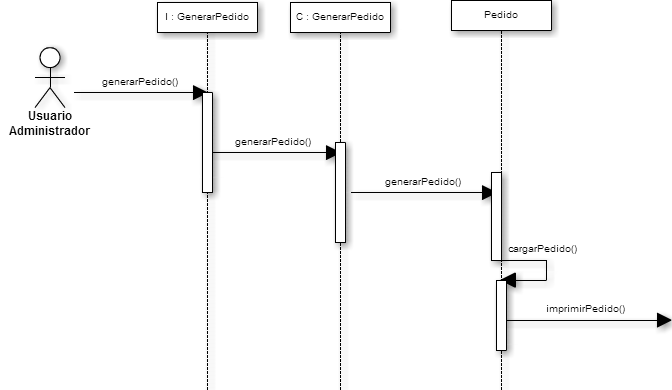 I : GenerarPedido
C : GenerarPedido
Pedido
generarPedido()
Usuario
Administrador
generarPedido()
generarPedido()
cargarPedido()
imprimirPedido()